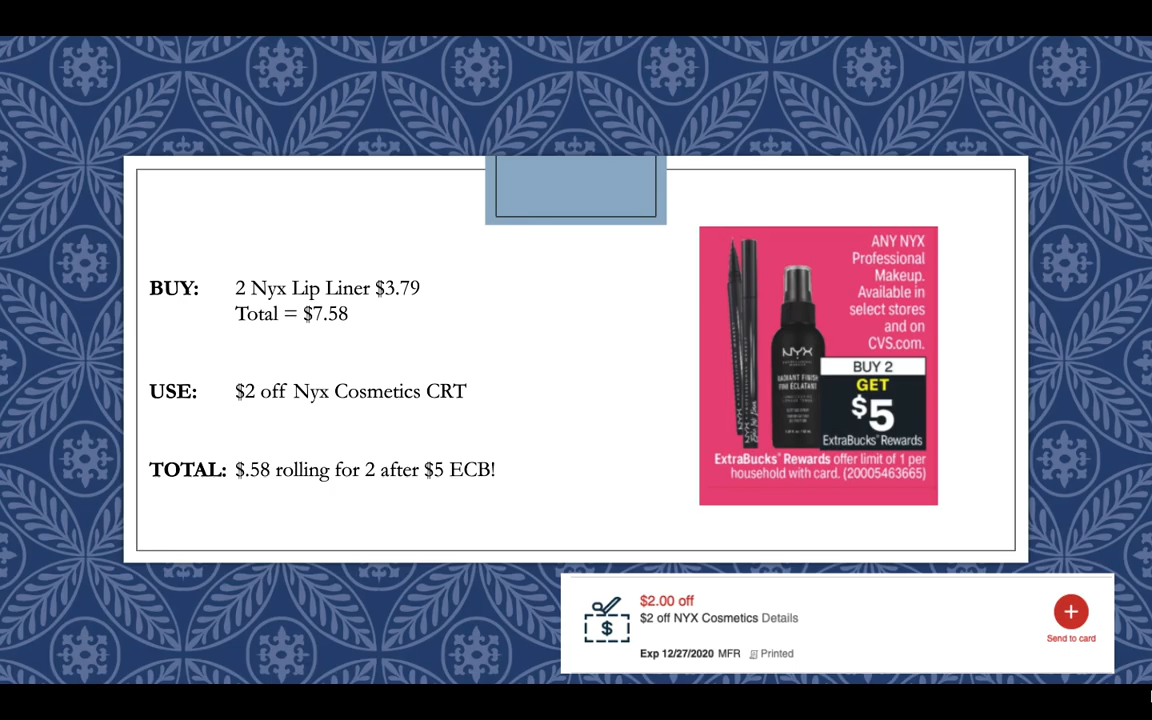 BUY: 2 Nyx Lip Liner $3.79
Total = $7.58
USE: $2 off Nyx Cosmetics CRT
TOTAL: $.58 rolling for 2 after $5 ECB!
ANY NYX
Professional
Makeup.
Available in
select stores
and on
CVS.com.
BUY 2
GET
$5
ExtraBucks® Rewards
ExtraBucks® Rewards offer limit of 1 per
household with card. (20005463665)
NYX
RADIANT FINISH
$2.00 off
$2 off NYX Cosmetics Details
Exp 12/27/2020 MFR Printed
$
+
Send to card